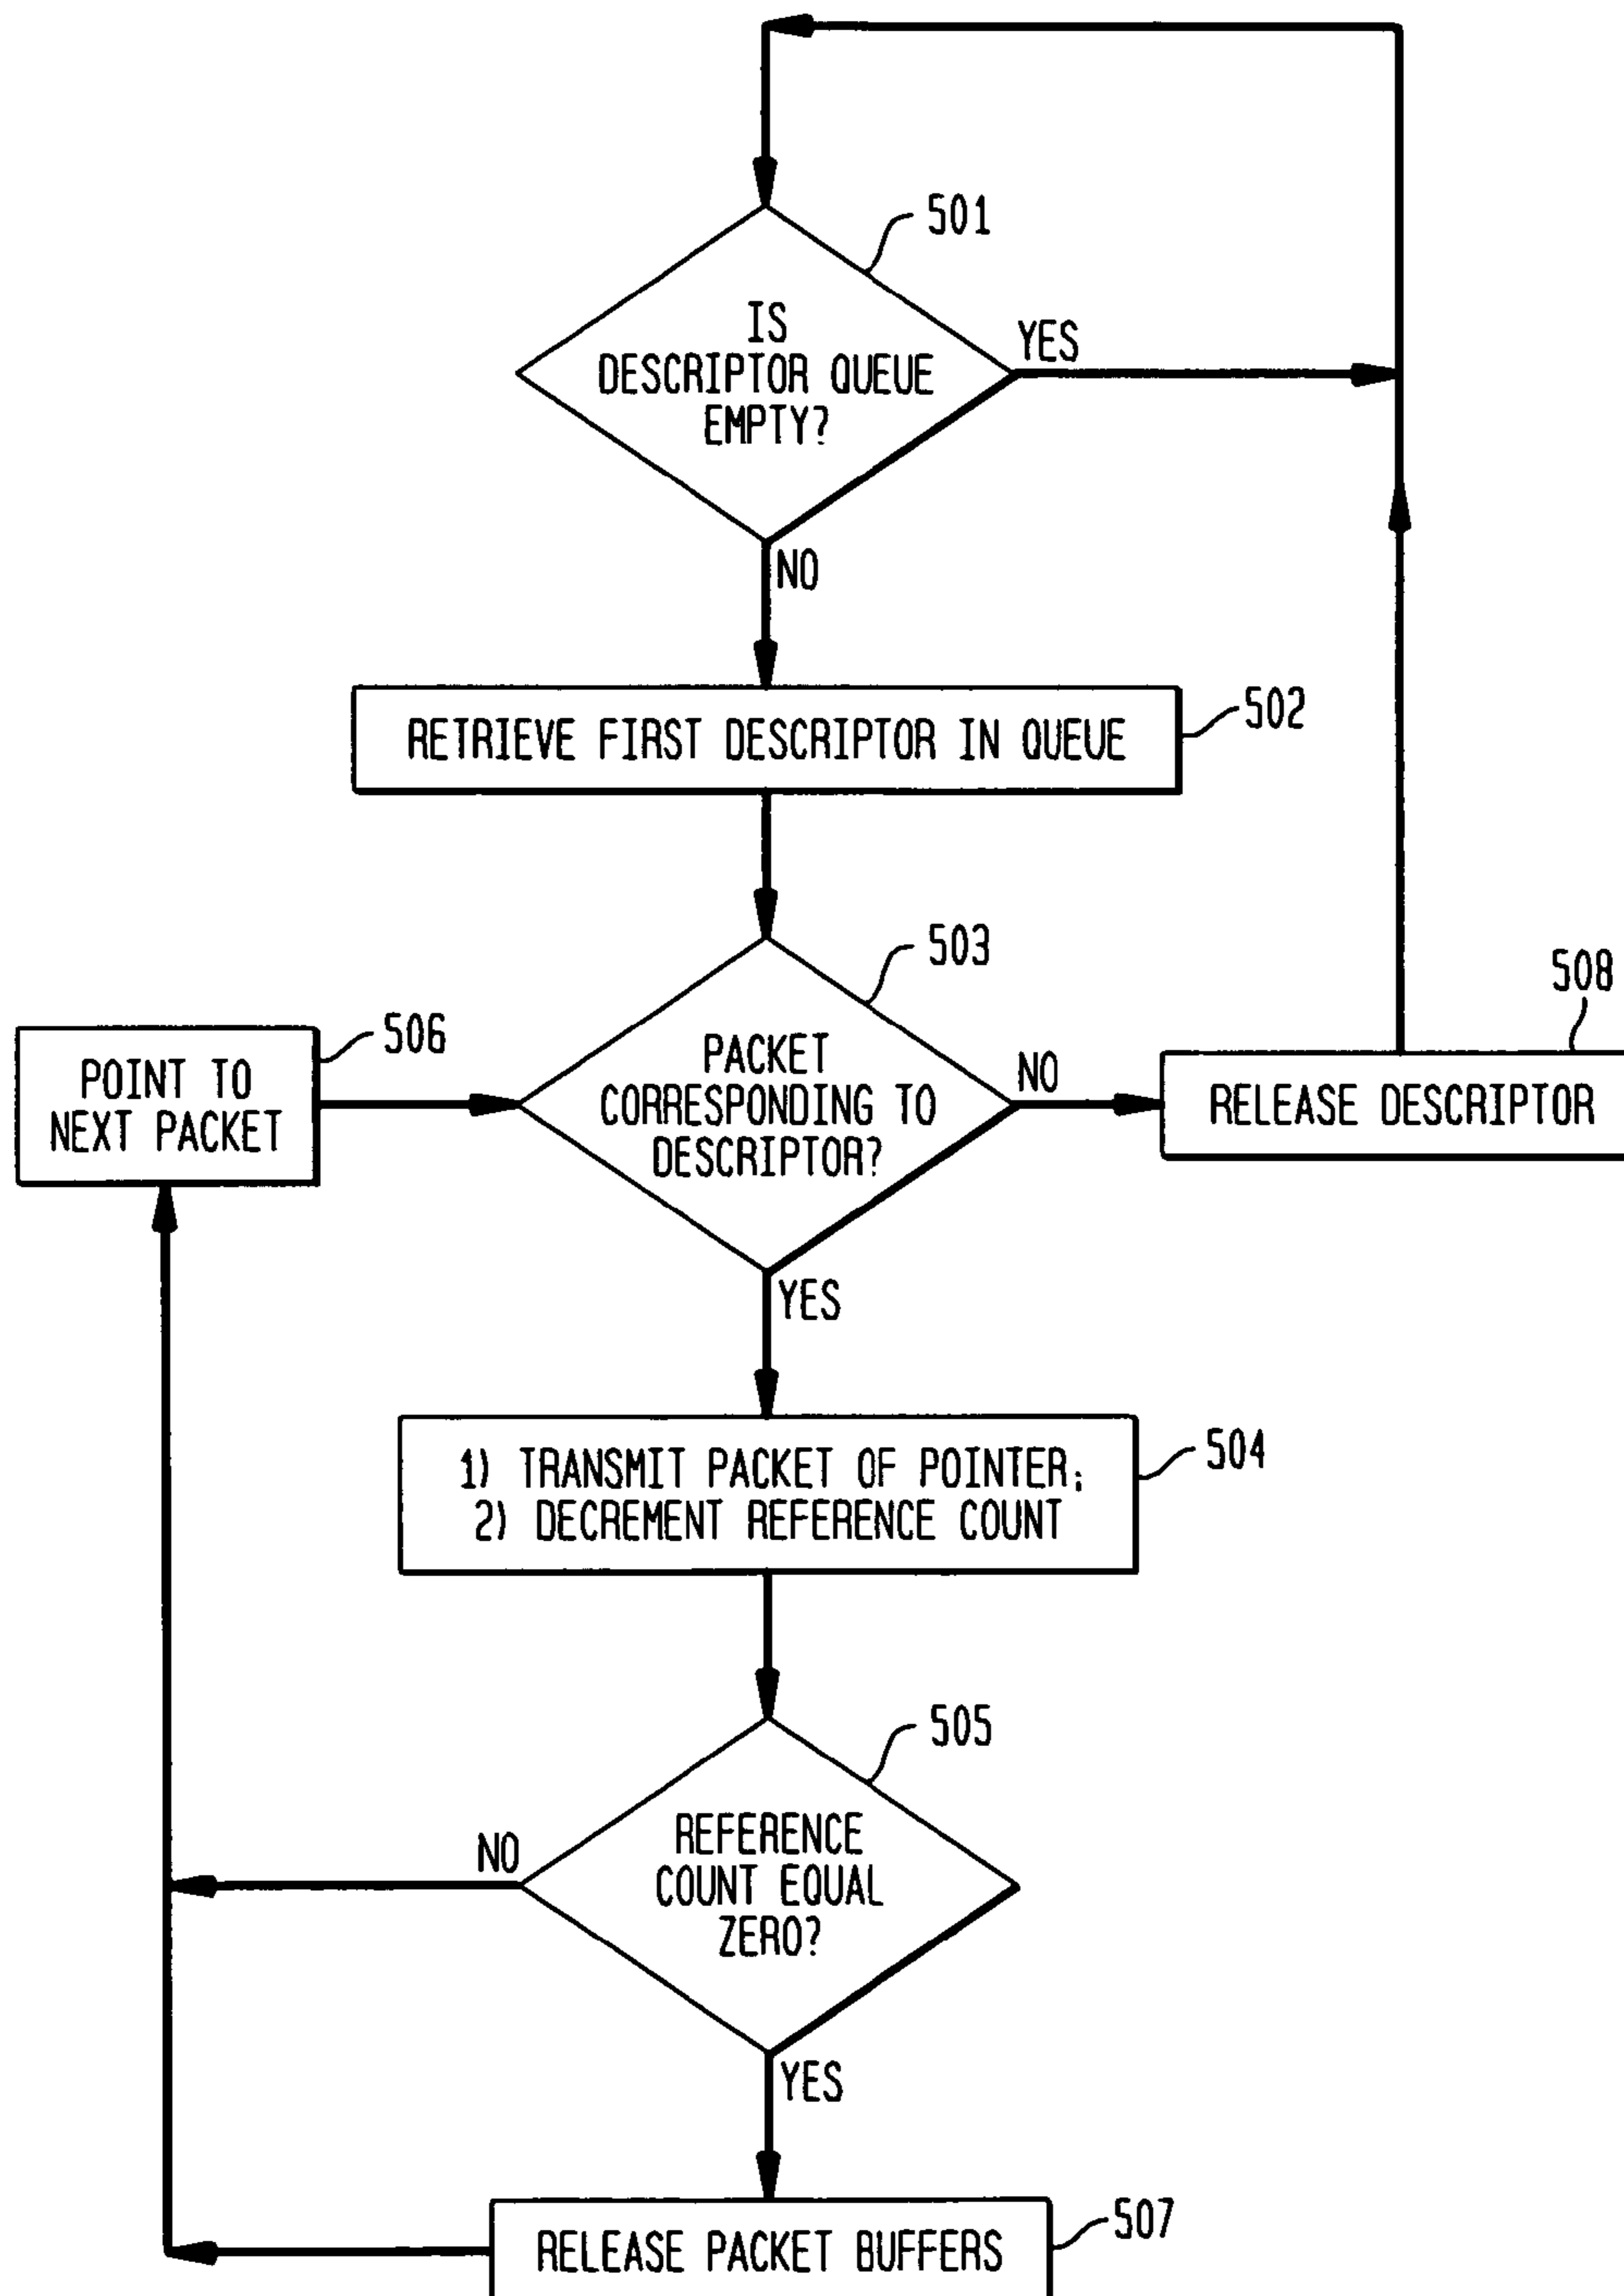 501
IS
DESCRIPTOR QUEUE
EMPTY?
YES
NO
RETRIEVE FIRST DESCRIPTOR IN QUEUE
502
503
508
506
POINT TO
NEXT PACKET
PACKET
CORRESPONDING TO
DESCRIPTOR?
NO
RELEASE DESCRIPTOR
YES
1) TRANSMIT PACKET OF POINTER;
2) DECREMENT REFERENCE COUNT
504
505
REFERENCE
COUNT EQUAL
ZERO?
NO
YES
RELEASE PACKET BUFFERS
507